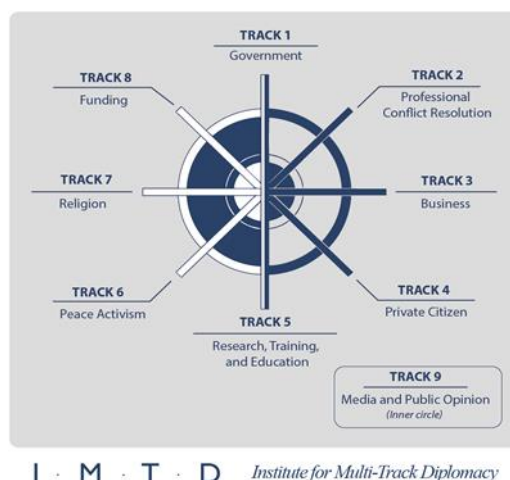 TRACK 1
Government
TRACK 2
Professional
Conflict Resolution
TRACK 3
Business
TRACK 4
Private Citizen
TRACK 5
Research, Training,
and Education
TRACK 6
Peace Activism
TRACK 7
Religion
TRACK 8
Funding
TRACK 9
Media and Public Opinion
(Inner circle)
I · M · T · D Institute for Multi-Track Diplomacy